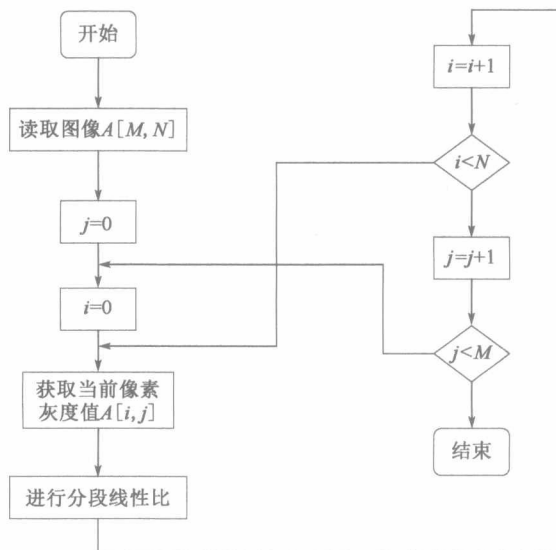 开始
读取图像A[M, N]
j=0
i=0
获取当前像素
灰度值A[i,j]
进行分段线性比
i=i+1
i<N
j=j+1
j<M
结束